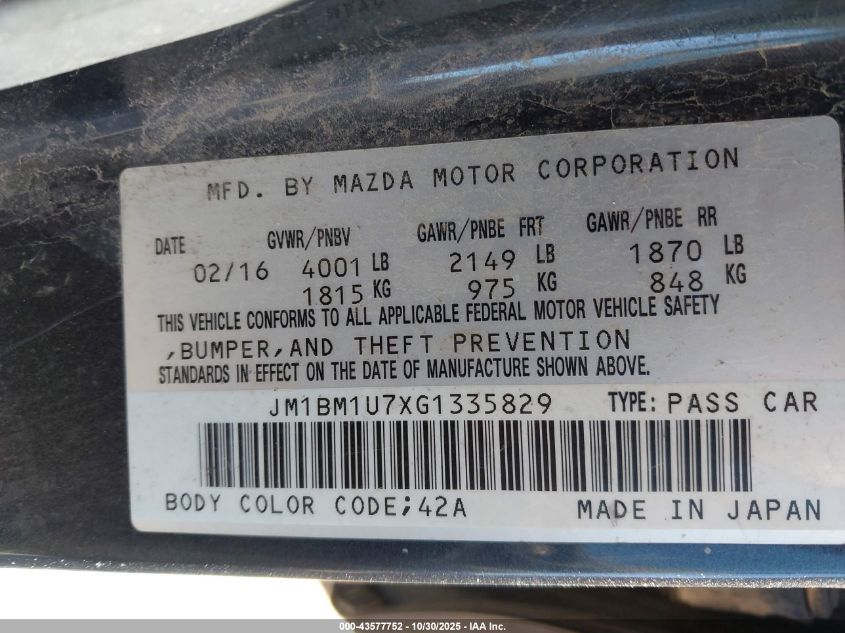 MFD. BY MAZDA MOTOR CORPORATION
DATE GVWR/PNBV GAWR/PNBE FRT GAWR/PNBE RR
02/16 4001 LB 2149 LB 1870 LB
1815 KG 975 KG 848 KG
THIS VEHICLE CONFORMS TO ALL APPLICABLE FEDERAL MOTOR VEHICLE SAFETY
,BUMPER,AND THEFT PREVENTION
STANDARDS IN EFFECT ON THE DATE OF MANUFACTURE SHOWN ABOVE.
JM1BM1U7XG1335829 TYPE: PASS CAR
BODY COLOR CODE;42A MADE IN JAPAN
000-43577752 - 10/30/2025 - IAA Inc.